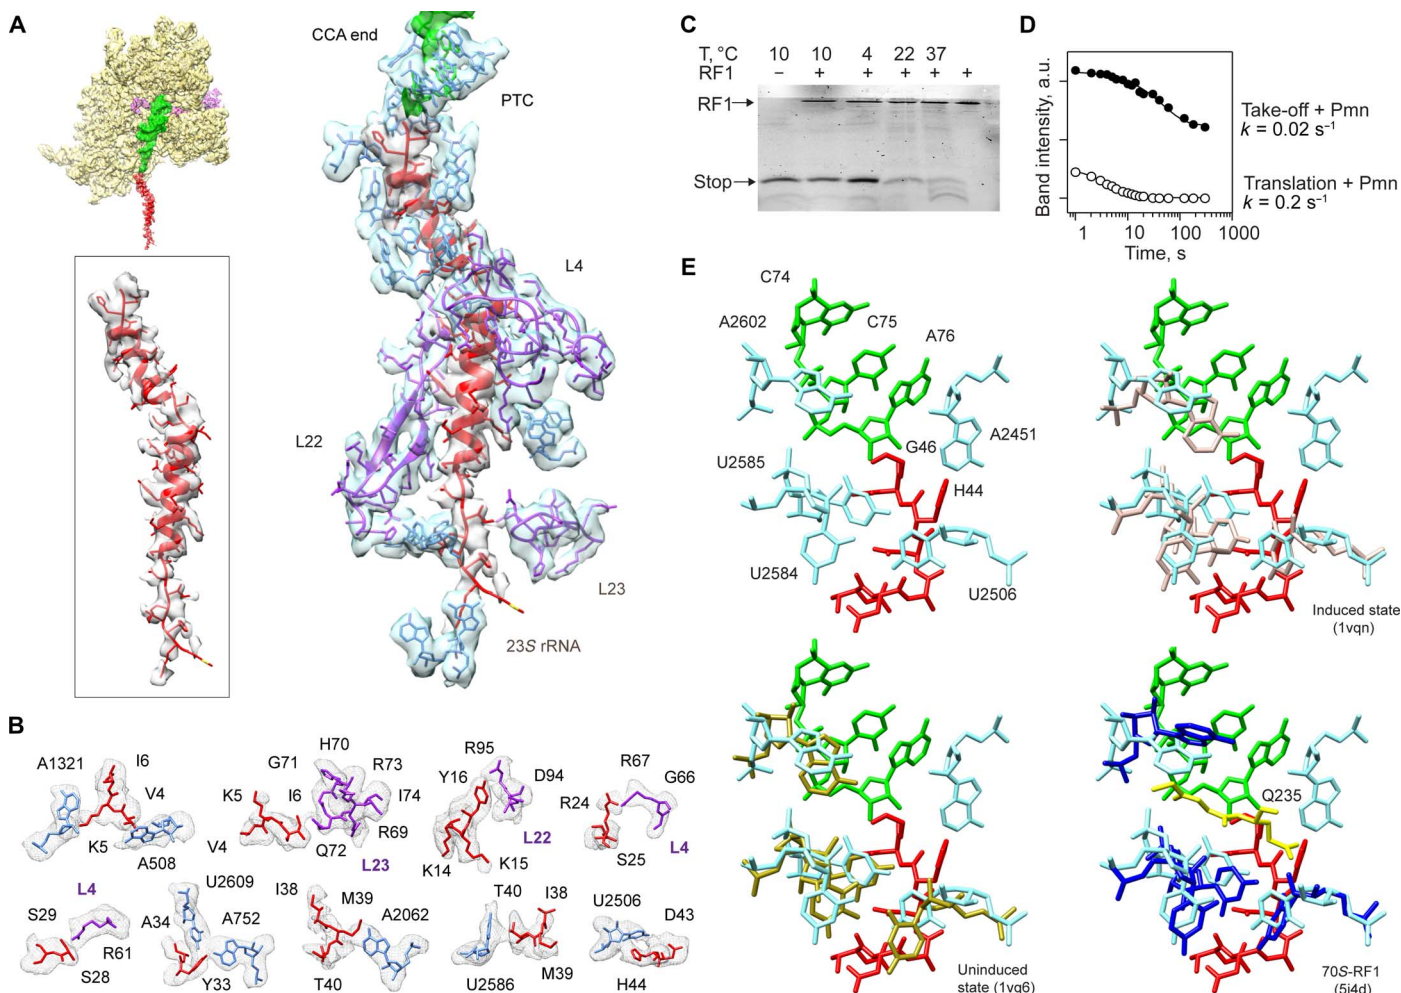 A
CCA end
PTC
L4
L22
L23
23S rRNA
B
A1321
I6
V4
K5
A508
G71
H70
R73
K5
I6
I74
R69
V4
Q72
L23
R95
Y16
D94
L22
K14
K15
R67
G66
R24
S25
L4
L4
S29
R61
S28
U2609
A34
A752
Y33
I38
M39
A2062
T40
T40
I38
U2586
M39
U2506
D43
H44
C
T, °C 10 10 4 22 37
RF1 – + + + + +
RF1
Stop
D
Band intensity, a.u.
Take-off + Pmn
k = 0.02 s⁻¹
Translation + Pmn
k = 0.2 s⁻¹
1 10 100 1000
Time, s
E
C74
A2602
C75
A76
A2451
G46
U2585
H44
U2584
U2506
Induced state
(1vqn)
Uninduced
state (1vq6)
Q235
70S-RF1
(5j4d)